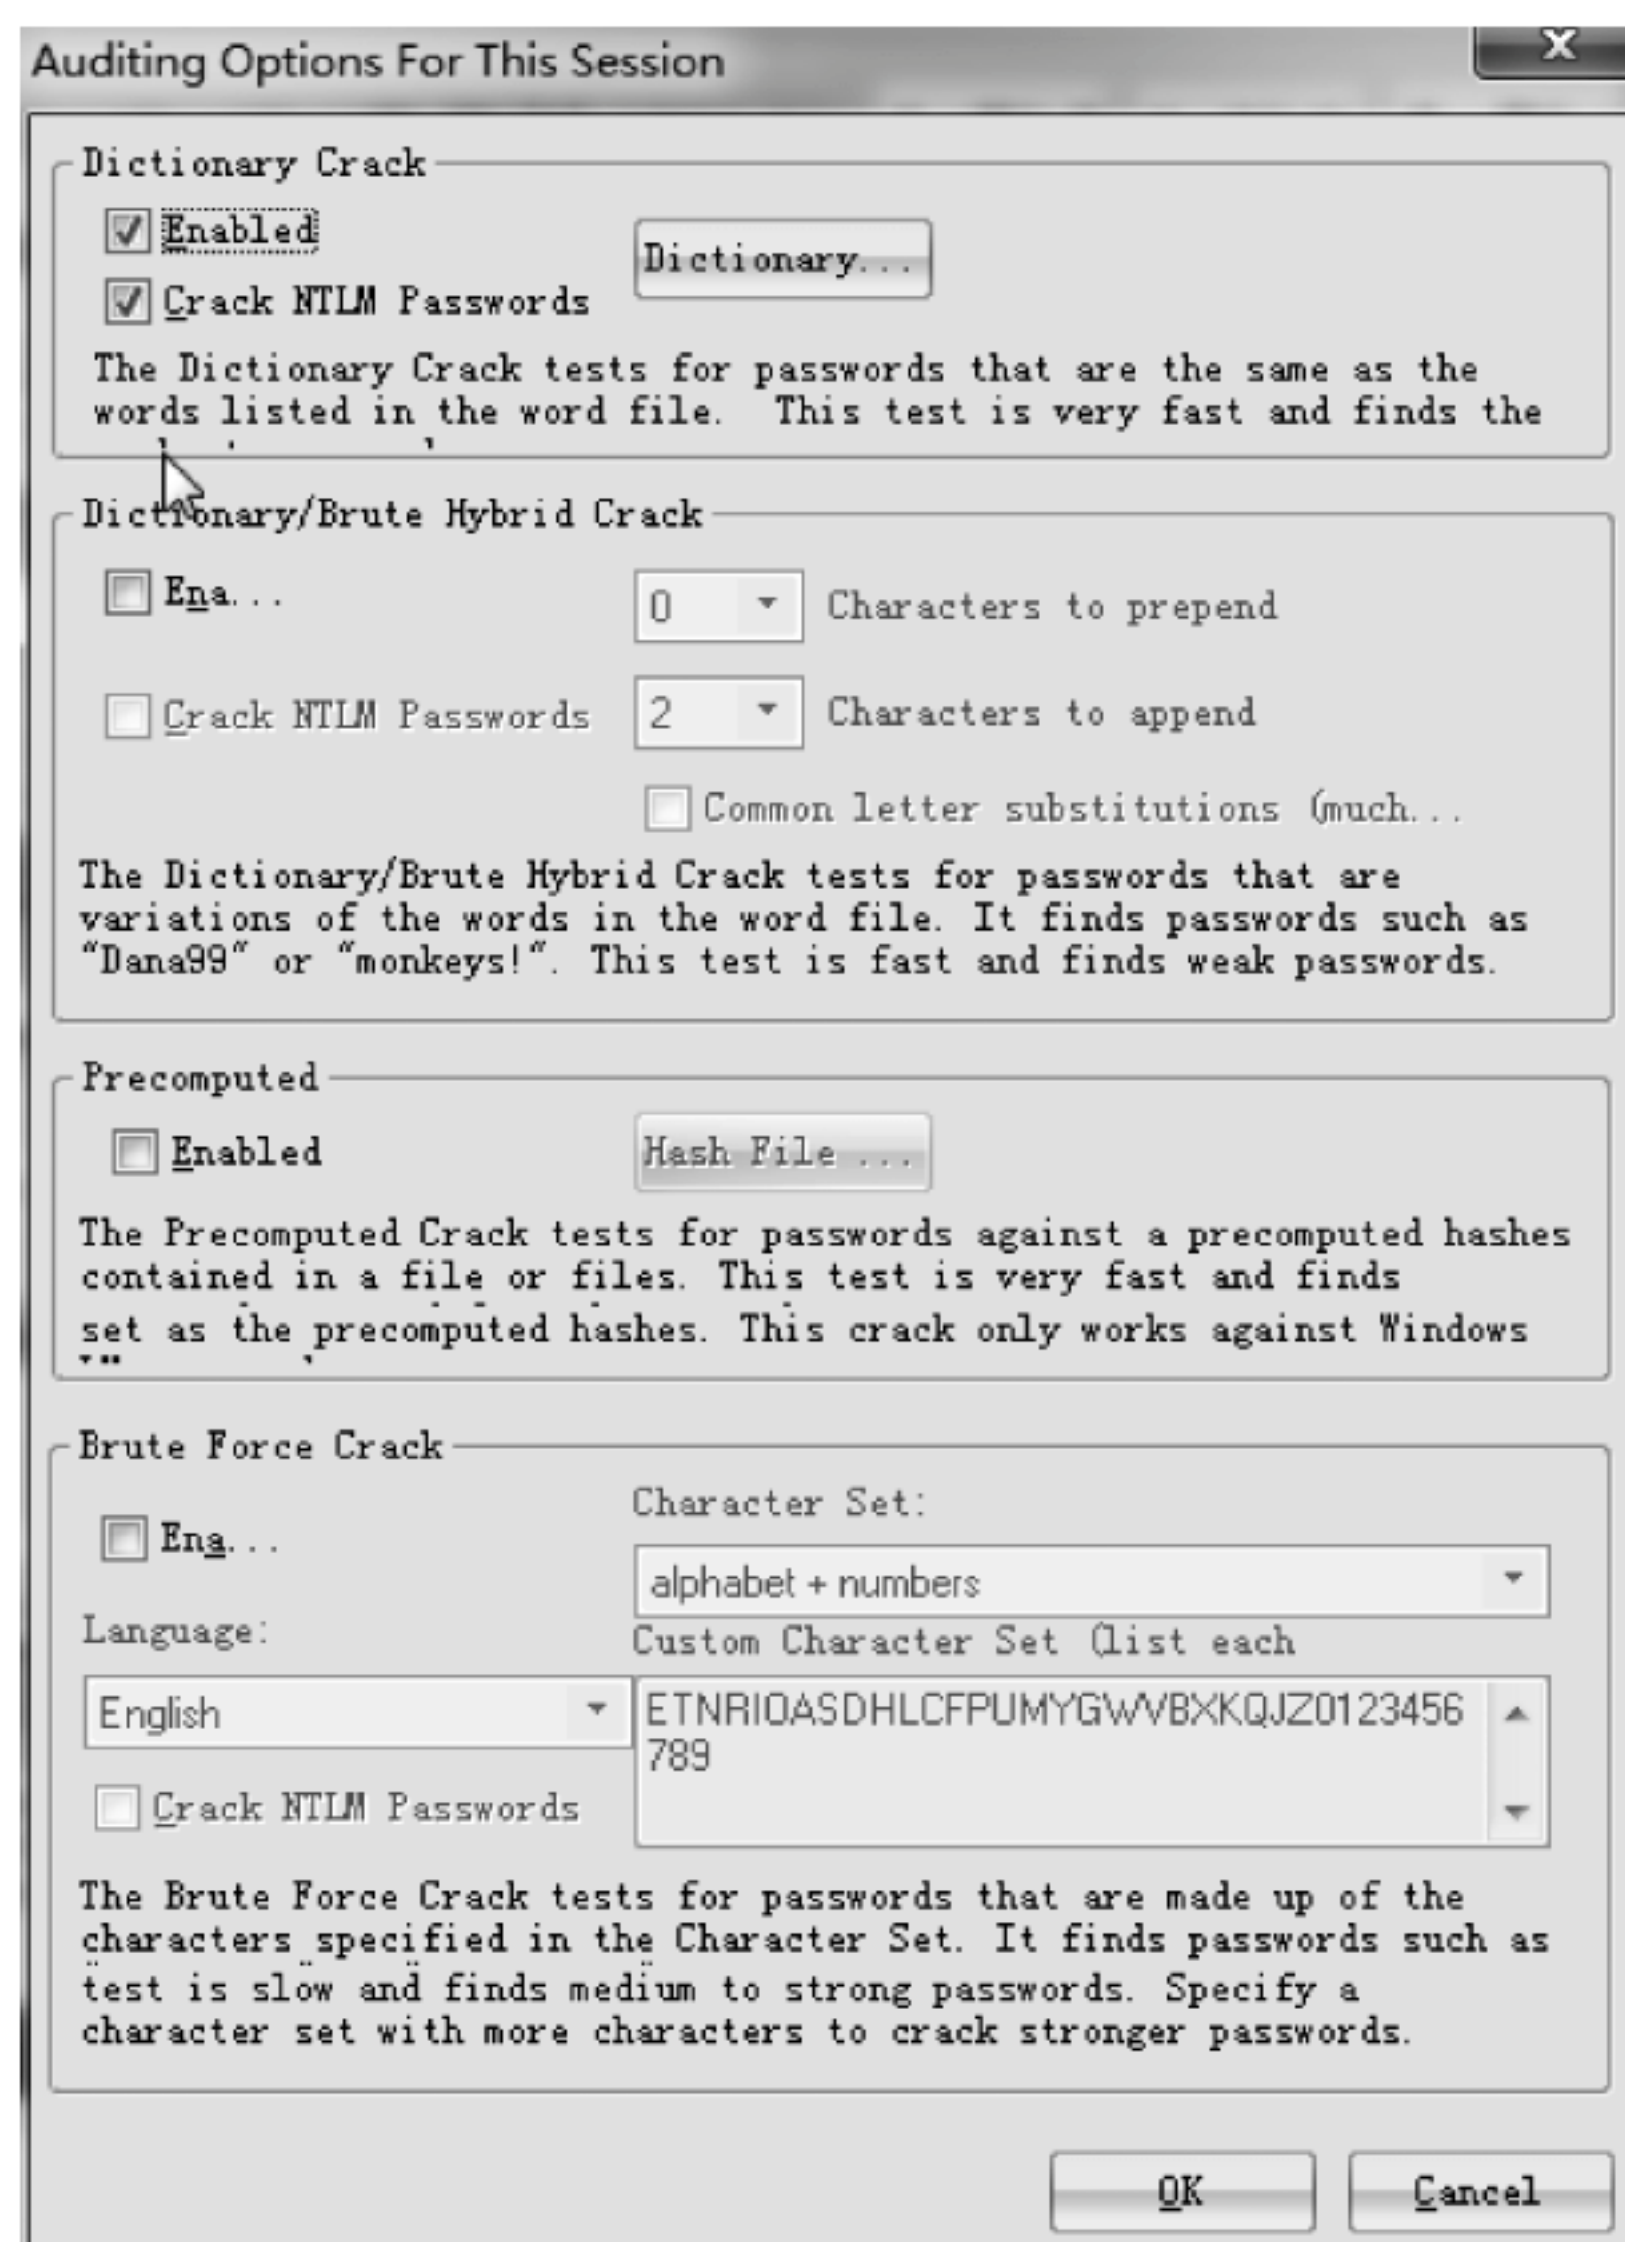 Auditing Options For This Session
Dictionary Crack
Enabled
Dictionary...
Crack NTLM Passwords
The Dictionary Crack tests for passwords that are the same as the
words listed in the word file. This test is very fast and finds the
Dictionary/Brute Hybrid Crack
Ena...
0
Characters to prepend
Crack NTLM Passwords
2
Characters to append
Common letter substitutions (much...
The Dictionary/Brute Hybrid Crack tests for passwords that are
variations of the words in the word file. It finds passwords such as
"Dana99" or "monkeys!". This test is fast and finds weak passwords.
Precomputed
Enabled
Hash File ...
The Precomputed Crack tests for passwords against a precomputed hashes
contained in a file or files. This test is very fast and finds
set as the precomputed hashes. This crack only works against Windows
Brute Force Crack
Ena...
Character Set:
alphabet + numbers
Language:
Custom Character Set (list each
English
ETNRIOASDHLCFPUMYGWVBXKQJZ0123456
789
Crack NTLM Passwords
The Brute Force Crack tests for passwords that are made up of the
characters specified in the Character Set. It finds passwords such as
test is slow and finds medium to strong passwords. Specify a
character set with more characters to crack stronger passwords.
OK
Cancel